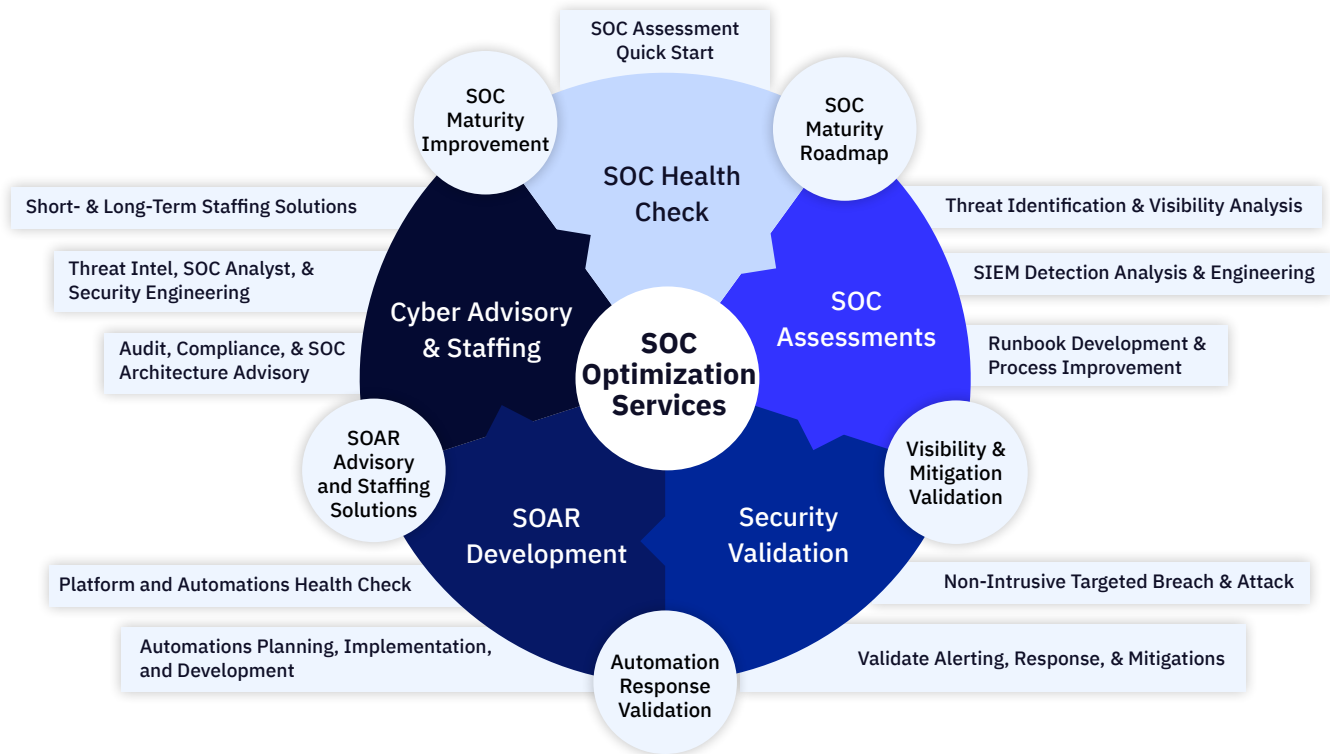 SOC Assessment
Quick Start
SOC
Maturity
Improvement
SOC
Maturity
Roadmap
SOC Health
Check
Short- & Long-Term Staffing Solutions
Threat Intel, SOC Analyst, &
Security Engineering
Audit, Compliance, & SOC
Architecture Advisory
Cyber Advisory
& Staffing
SOC
Optimization
Services
SOC
Assessments
Threat Identification & Visibility Analysis
SIEM Detection Analysis & Engineering
Runbook Development &
Process Improvement
SOAR
Advisory
and Staffing
Solutions
Visibility &
Mitigation
Validation
SOAR
Development
Security
Validation
Platform and Automations Health Check
Automations Planning, Implementation,
and Development
Non-Intrusive Targeted Breach & Attack
Validate Alerting, Response, & Mitigations
Automation
Response
Validation